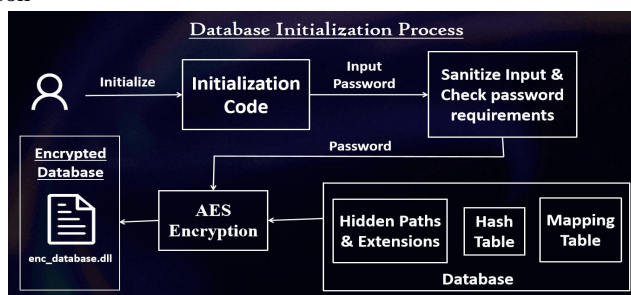 Database Initialization Process
Initialize
Initialization
Code
Input
Password
Sanitize Input &
Check password
requirements
Password
Encrypted
Database
enc_database.dll
AES
Encryption
Hidden Paths
& Extensions
Hash
Table
Mapping
Table
Database